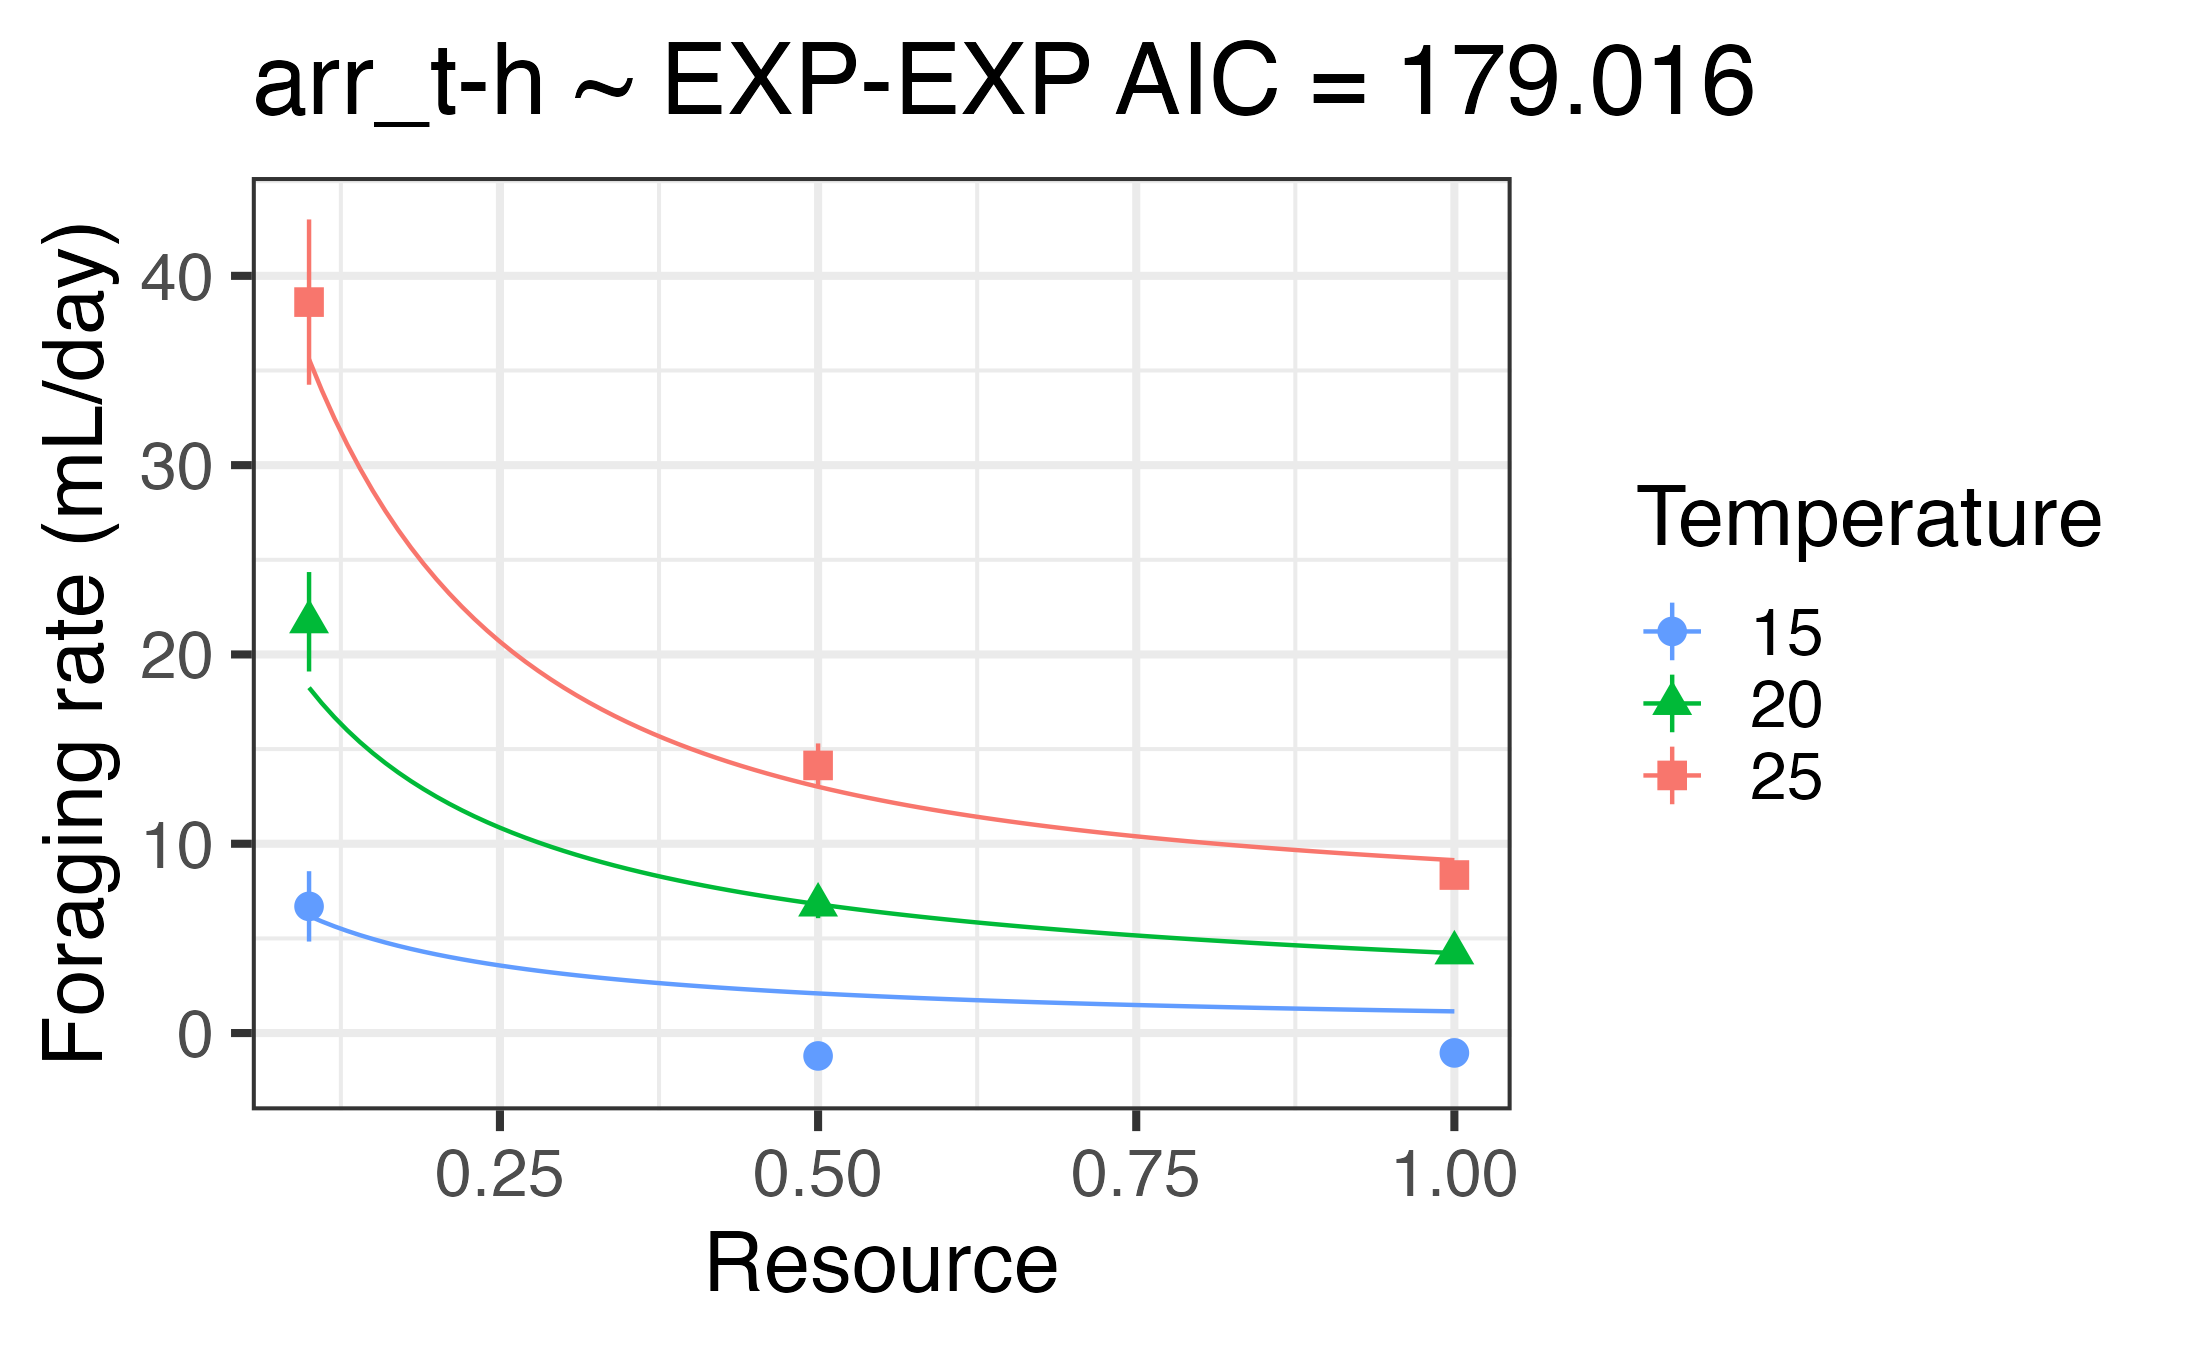 arr_t-h ~ EXP-EXP AIC = 179.016
Foraging rate (mL/day)
40
30
20
10
0
0.25 0.50 0.75 1.00
Resource
Temperature
15
20
25